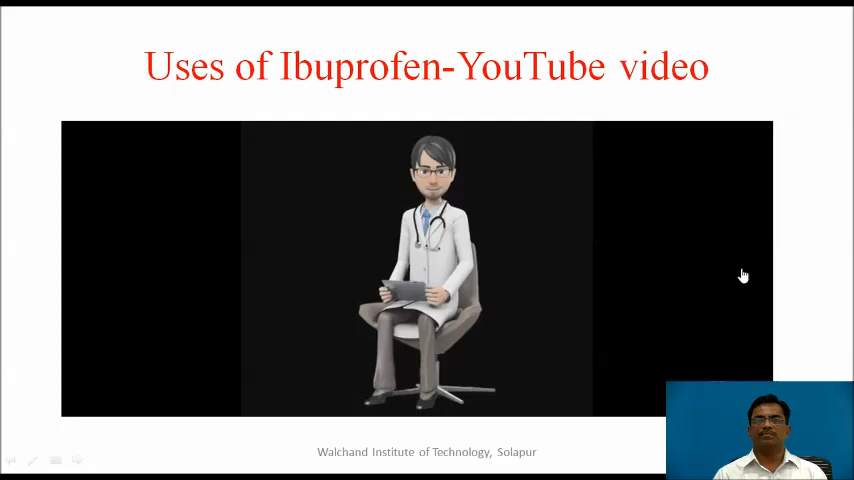 Uses of Ibuprofen-YouTube video
Walchand Institute of Technology, Solapur